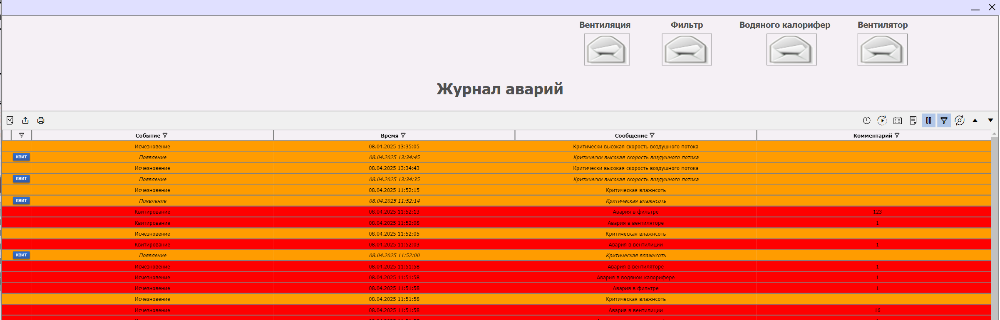 Вентиляция Фильтр Водяного калорифер Вентилятор
Журнал аварий
Событие Время Сообщение Комментарий
Исчезновение 08.04.2025 13:35:05 Критически высокая скорость воздушного потока
КВИТ Появление 08.04.2025 13:34:45 Критически высокая скорость воздушного потока
Исчезновение 08.04.2025 13:34:43 Критически высокая скорость воздушного потока
КВИТ Появление 08.04.2025 13:34:35 Критически высокая скорость воздушного потока
Исчезновение 08.04.2025 11:52:15 Критическая влажнсоть
КВИТ Появление 08.04.2025 11:52:14 Критическая влажнсоть
Квитирование 08.04.2025 11:52:13 Авария в фильтре 123
Квитирование 08.04.2025 11:52:08 Авария в вентиляторе 1
Исчезновение 08.04.2025 11:52:05 Критическая влажнсоть
Квитирование 08.04.2025 11:52:03 Авария в вентилиции 1
КВИТ Появление 08.04.2025 11:52:00 Критическая влажнсоть
Исчезновение 08.04.2025 11:51:58 Авария в вентиляторе 1
Исчезновение 08.04.2025 11:51:58 Авария в водяном калорифере 1
Исчезновение 08.04.2025 11:51:58 Авария в фильтре 1
Исчезновение 08.04.2025 11:51:58 Критическая влажнсоть
Исчезновение 08.04.2025 11:51:58 Авария в вентилиции 16